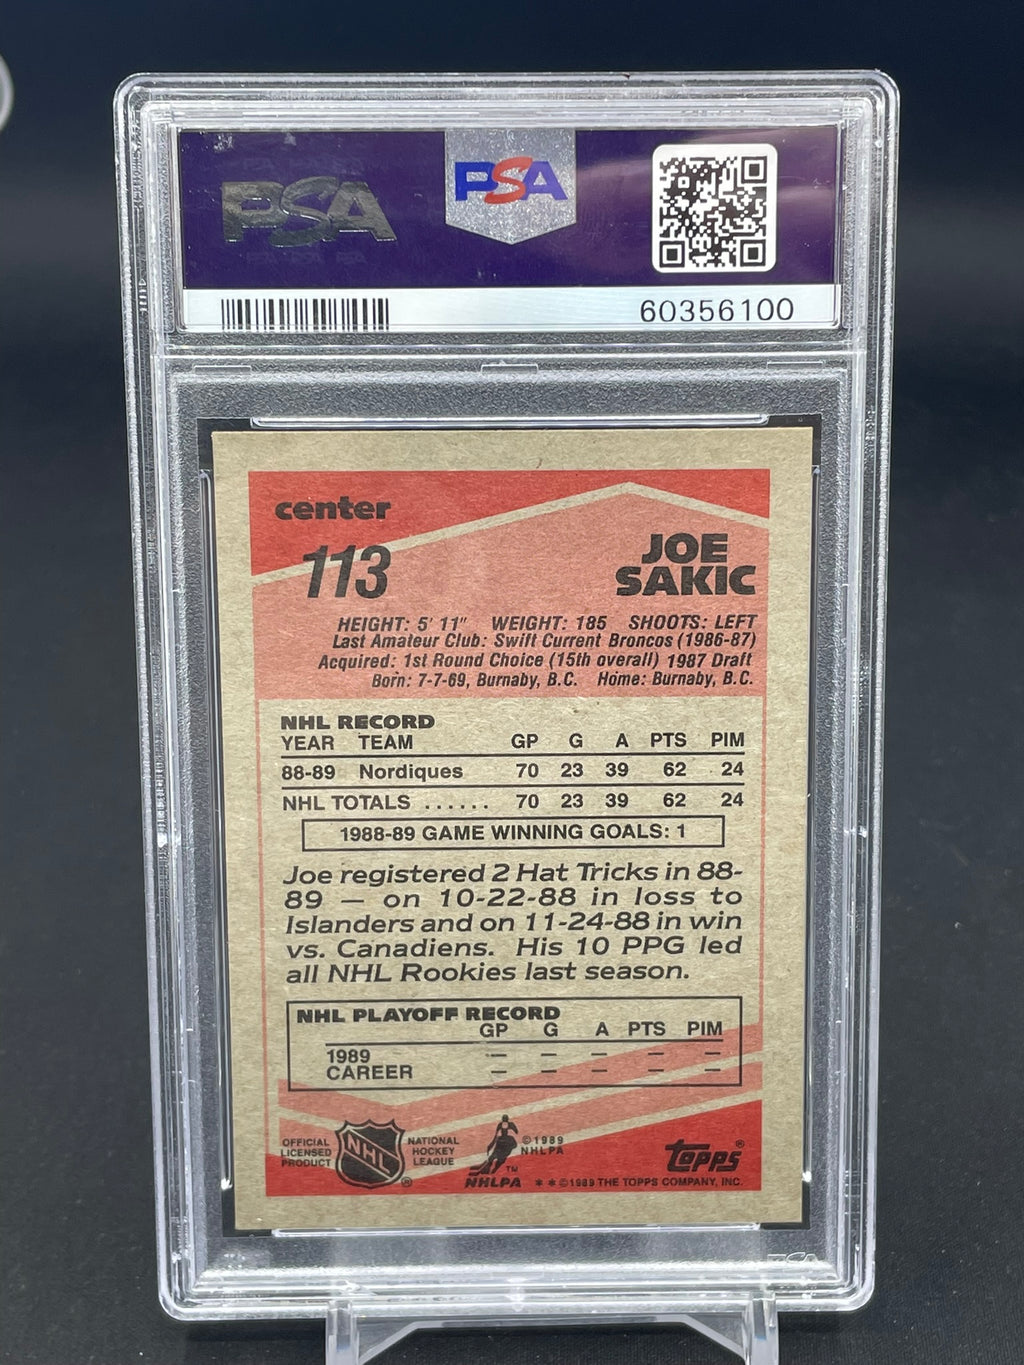 PSA
PSA
60356100
center
113
JOE
SAKIC
HEIGHT: 5' 11" WEIGHT: 185 SHOOTS: LEFT
Last Amateur Club: Swift Current Broncos (1986-87)
Acquired: 1st Round Choice (15th overall) 1987 Draft
Born: 7-7-69, Burnaby, B.C. Home: Burnaby, B.C.
NHL RECORD
YEAR TEAM GP G A PTS PIM
88-89 Nordiques 70 23 39 62 24
NHL TOTALS ...... 70 23 39 62 24
1988-89 GAME WINNING GOALS: 1
Joe registered 2 Hat Tricks in 88-
89 — on 10-22-88 in loss to
Islanders and on 11-24-88 in win
vs. Canadiens. His 10 PPG led
all NHL Rookies last season.
NHL PLAYOFF RECORD
GP G A PTS PIM
1989 — — — — —
CAREER — — — — —
OFFICIAL
LICENSED
PRODUCT
NHL
®
NATIONAL
HOCKEY
LEAGUE
©1989
NHLPA
TM
NHLPA
TOPPS®
**©1989 THE TOPPS COMPANY, INC.
PSA